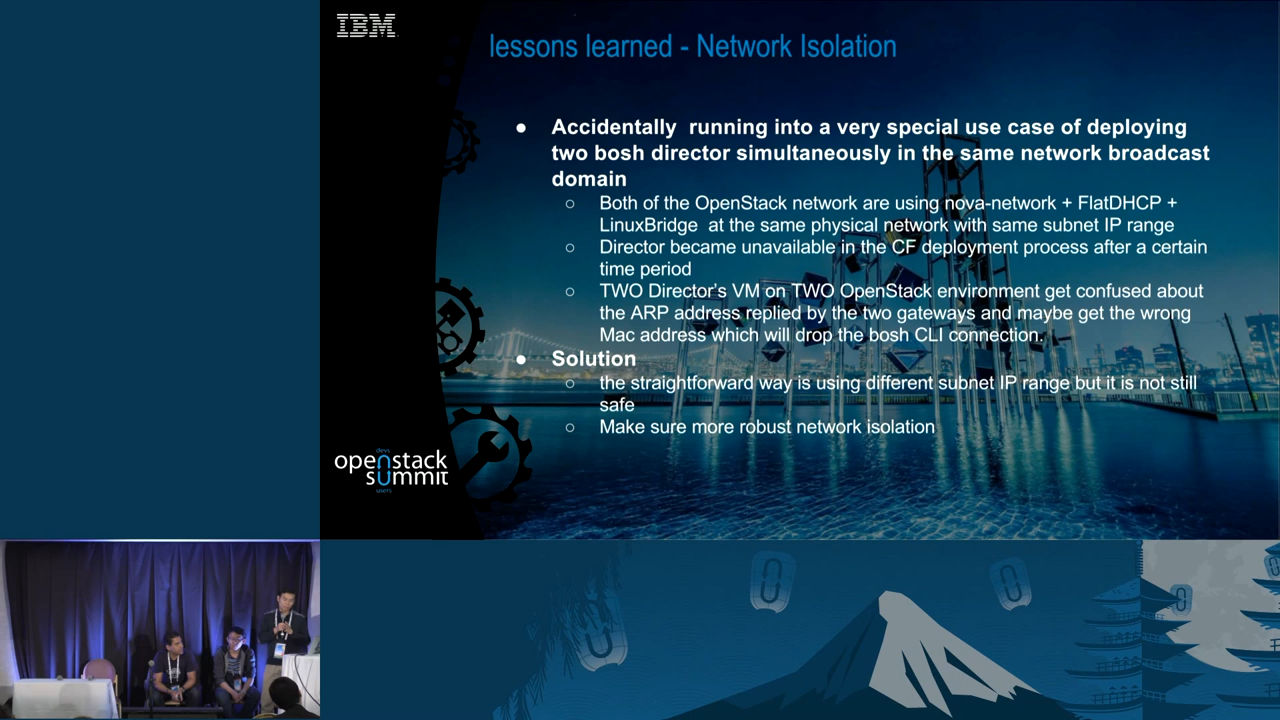 IBM
lessons learned - Network Isolation
● Accidentally running into a very special use case of deploying
two bosh director simultaneously in the same network broadcast
domain
○ Both of the OpenStack network are using nova-network + FlatDHCP +
LinuxBridge at the same physical network with same subnet IP range
○ Director became unavailable in the CF deployment process after a certain
time period
○ TWO Director's VM on TWO OpenStack environment get confused about
the ARP address replied by the two gateways and maybe get the wrong
Mac address which will drop the bosh CLI connection.
● Solution
○ the straightforward way is using different subnet IP range but it is not still
safe
○ Make sure more robust network isolation
devs
openstack
summit
users